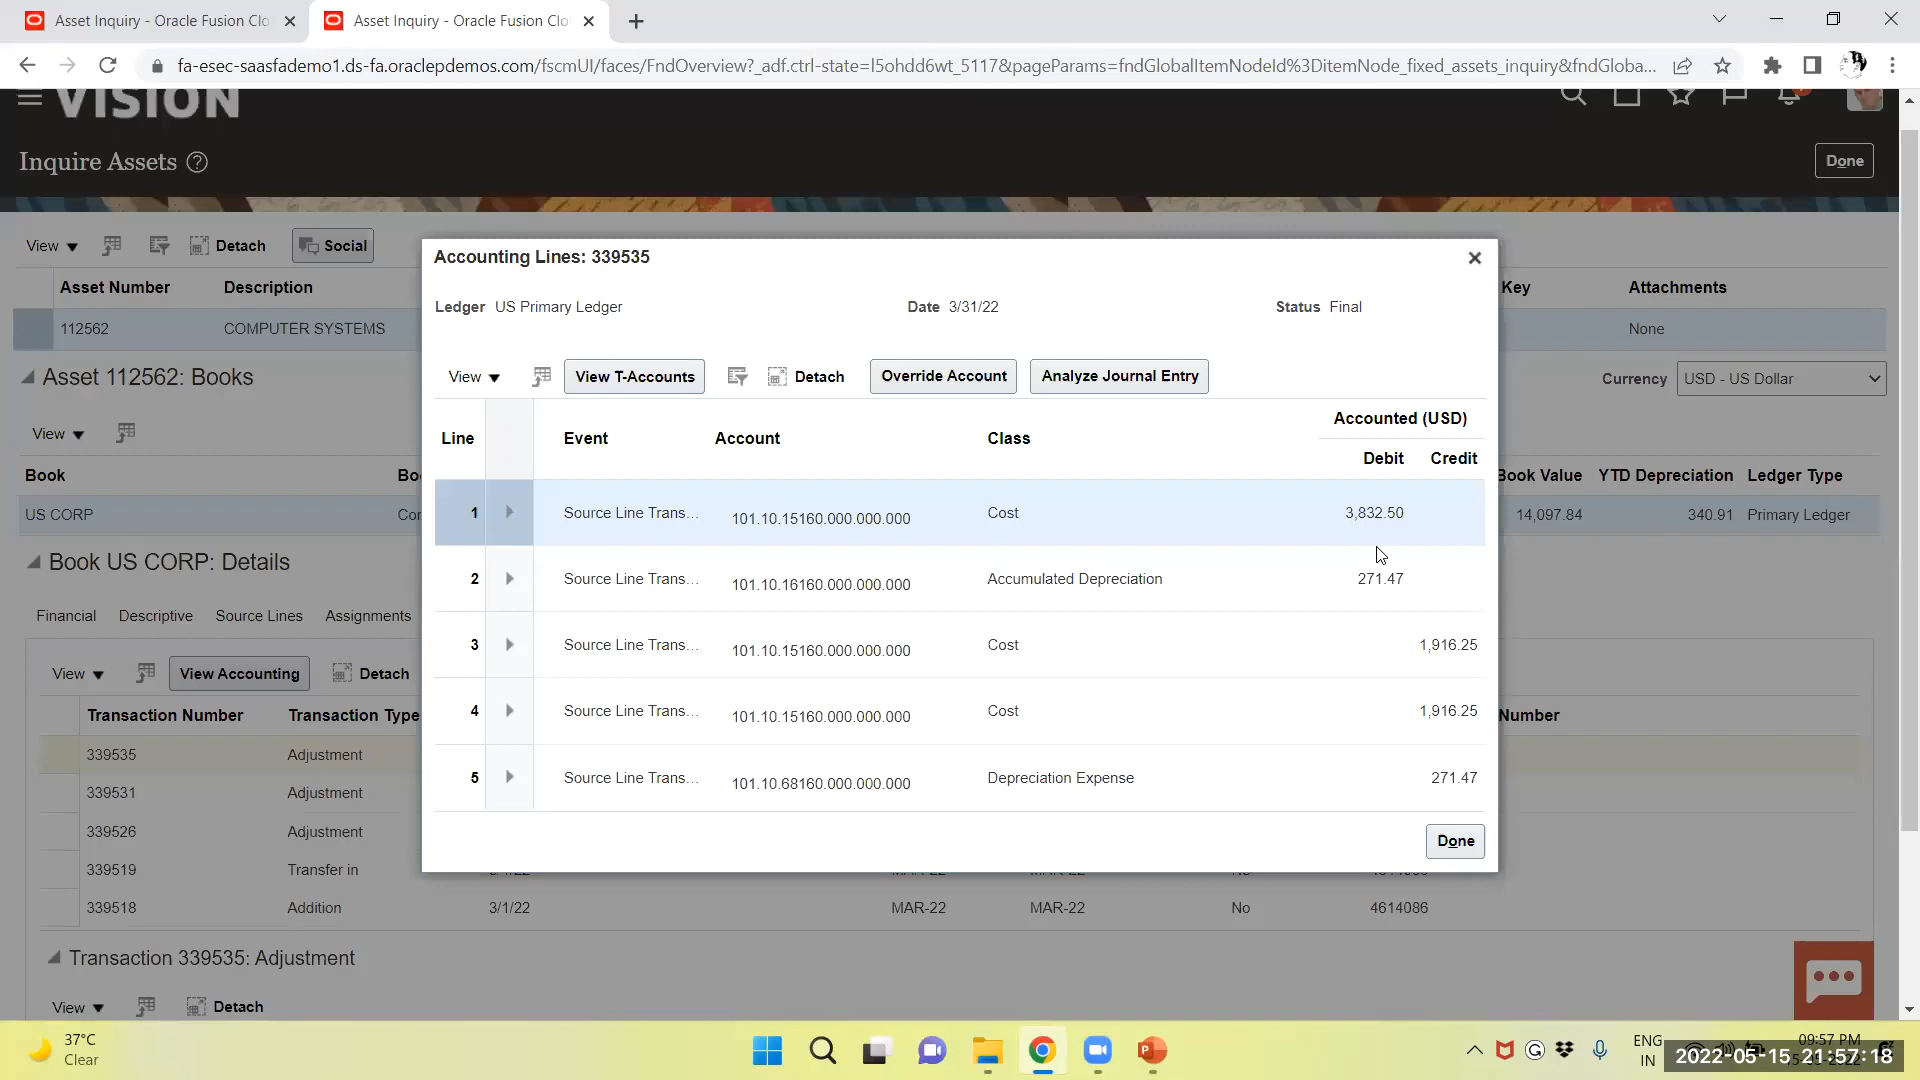 Asset Inquiry - Oracle Fusion Clo
Asset Inquiry - Oracle Fusion Clo
fa-esec-saasfademo1.ds-fa.oraclepdemos.com/fscmUI/faces/FndOverview?_adf.ctrl-state=l5ohdd6wt_5117&pageParams=fndGlobalItemNodeId%3DitemNode_fixed_assets_inquiry&fndGloba...
VISION
Inquire Assets
Done
View Detach Social
Asset Number Description Key Attachments
112562 COMPUTER SYSTEMS None
Asset 112562: Books
Currency USD - US Dollar
View
Book Bo Book Value YTD Depreciation Ledger Type
US CORP Cor 14,097.84 340.91 Primary Ledger
Book US CORP: Details
Financial Descriptive Source Lines Assignments
View View Accounting Detach
Transaction Number Transaction Type Number
339535 Adjustment
339531 Adjustment
339526 Adjustment
339519 Transfer in
339518 Addition 3/1/22 MAR-22 MAR-22 No 4614086
Transaction 339535: Adjustment
View Detach
Accounting Lines: 339535
Ledger US Primary Ledger Date 3/31/22 Status Final
View View T-Accounts Detach Override Account Analyze Journal Entry
Accounted (USD)
Line Event Account Class Debit Credit
1 Source Line Trans... 101.10.15160.000.000.000 Cost 3,832.50
2 Source Line Trans... 101.10.16160.000.000.000 Accumulated Depreciation 271.47
3 Source Line Trans... 101.10.15160.000.000.000 Cost 1,916.25
4 Source Line Trans... 101.10.15160.000.000.000 Cost 1,916.25
5 Source Line Trans... 101.10.68160.000.000.000 Depreciation Expense 271.47
Done
37°C
Clear
ENG
IN
09:57 PM
2022-05-15 21:57:18